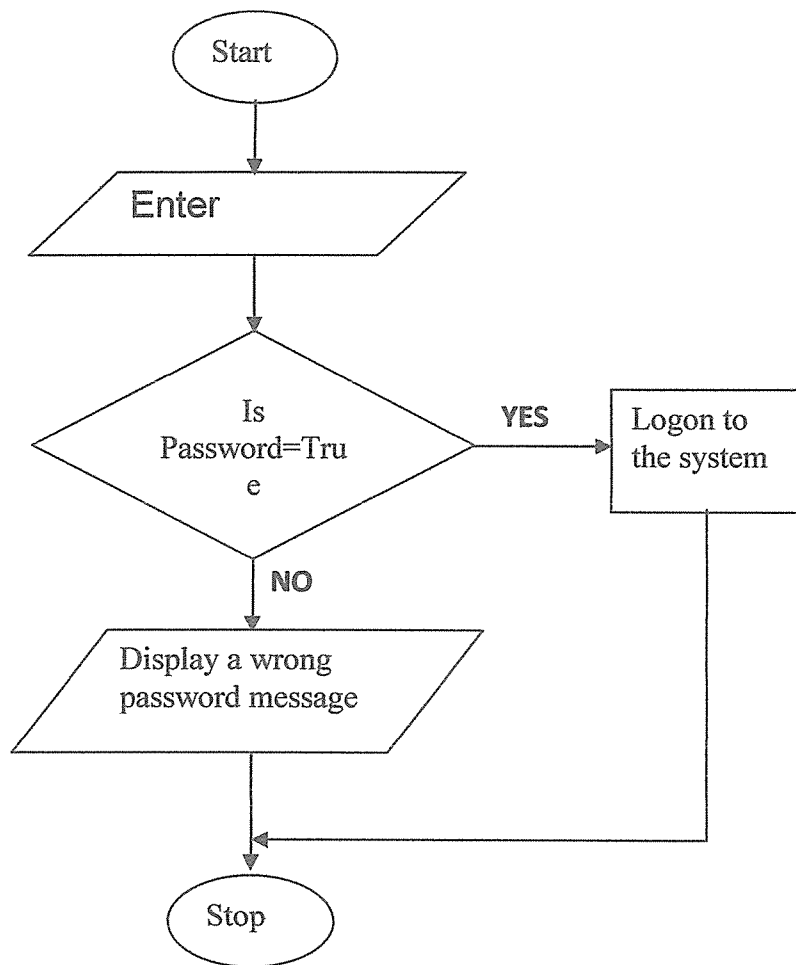 Start
Enter
Is
Password=Tru
e
YES
Logon to
the system
NO
Display a wrong
password message
Stop